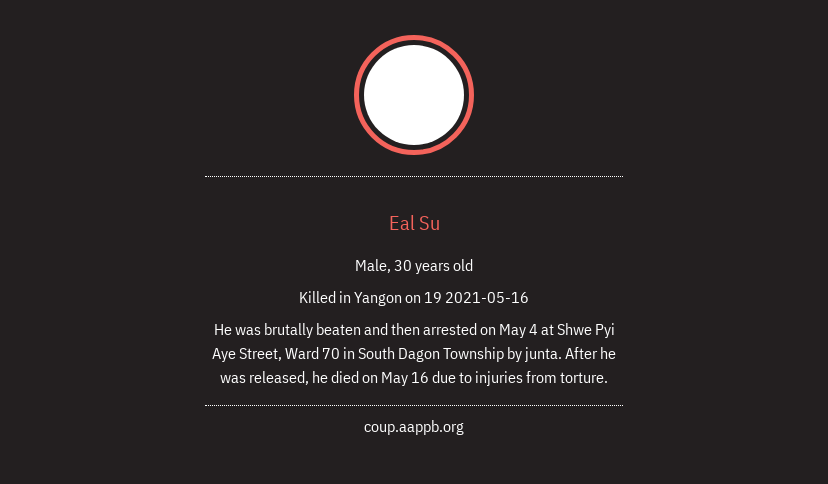 Eal Su
Male, 30 years old
Killed in Yangon on 19 2021-05-16
He was brutally beaten and then arrested on May 4 at Shwe Pyi
Aye Street, Ward 70 in South Dagon Township by junta. After he
was released, he died on May 16 due to injuries from torture.
coup.aappb.org